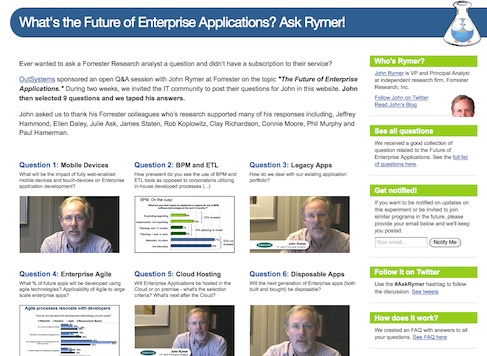 What's the Future of Enterprise Applications? Ask Rymer!
Ever wanted to ask a Forrester Research analyst a question and didn't have a subscription to their service?
OutSystems sponsored an open Q&A session with John Rymer at Forrester on the topic "The Future of Enterprise
Applications." During two weeks, we invited the IT community to post their questions for John in this website. John
then selected 9 questions and we taped his answers.
John asked us to thank his Forrester colleagues who's research supported many of his responses including, Jeffrey
Hammond, Ellen Daley, Julie Ask, James Staten, Rob Koplowitz, Clay Richardson, Connie Moore, Phil Murphy and
Paul Hamerman.
Question 1: Mobile Devices
What will be the impact of fully web-enabled
mobile devices and touch-devices on Enterprise
application development?
Question 2: BPM and ETL
How prevalent do you see the use of BPM and
ETL tools as opposed to corporations utilizing
in-house developed processes (...)
BPM: On the cusp
Question 3: Legacy Apps
How do we deal with our existing application
portfolio?
John Rymer
Question 4: Enterprise Agile
What % of future apps will be developed using
agile technologies? Applicability of Agile to large
scale enterprise apps?
Agile processes resonate with developers
Question 5: Cloud Hosting
Will Enterprise Applications be hosted in the
Cloud or on premise - what's the selection
criteria? What's next after the Cloud?
John Rymer
Question 6: Disposable Apps
Will the next generation of Enterprise apps (both
built and bought) be disposable?
Who's Rymer?
John Rymer is VP and Principal Analyst
at independent research firm, Forrester
Research, Inc.
Follow John on Twitter
Read John's Blog
See all questions
We received a good collection of
question related to the Future of
Enterprise Applications. See the full list
of questions here.
Get notified!
If you want to be notified on updates on
this experiment or be invited to join
similar programs in the future, please
provide your email below and we'll keep
you posted.
Your email...
Notify Me
Follow it on Twitter
Use the #AskRymer hashtag to follow
the discussion. See tweets
How does it work?
We created an FAQ with answers to all
your questions. See FAQ here